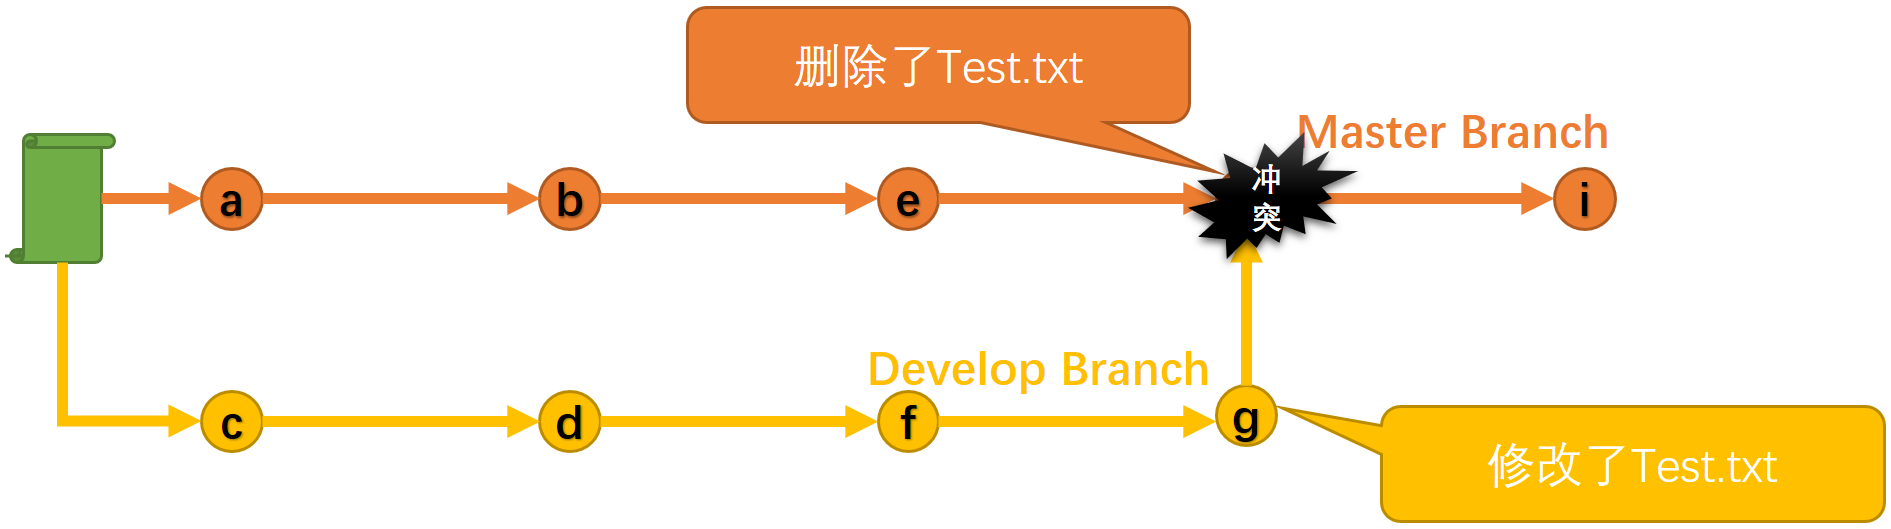 删除了Test.txt
Master Branch
冲
突
a
b
e
i
Develop Branch
c
d
f
g
修改了Test.txt